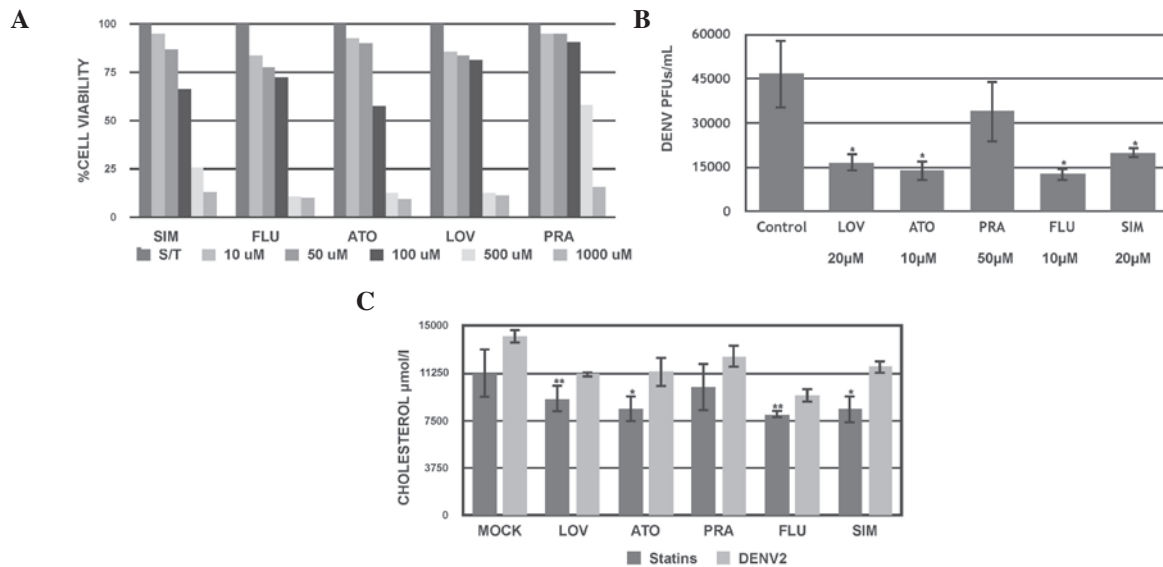 A
%CELL VIABILITY
100
75
50
25
0
SIM FLU ATO LOV PRA
S/T 10 uM 50 uM 100 uM 500 uM 1000 uM
B
DENV PFUs/mL
60000
45000
30000
15000
0
* * * *
Control LOV ATO PRA FLU SIM
20µM 10µM 50µM 10µM 20µM
C
CHOLESTEROL µmol/l
15000
11250
7500
3750
0
** * ** *
MOCK LOV ATO PRA FLU SIM
Statins DENV2